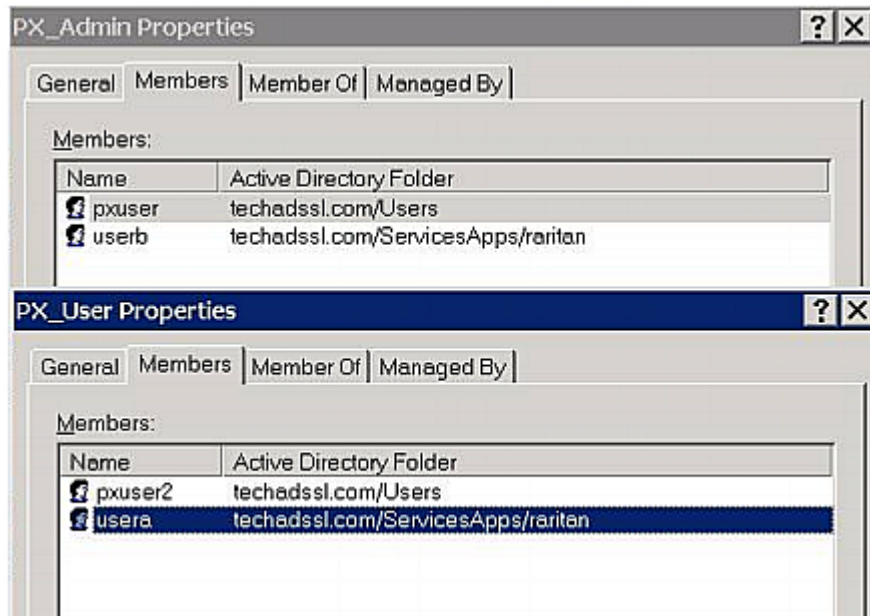 PX_Admin Properties
General Members Member Of Managed By
Members:
Name Active Directory Folder
pxuser techadssl.com/Users
userb techadssl.com/ServicesApps/raritan
PX_User Properties
General Members Member Of Managed By
Members:
Name Active Directory Folder
pxuser2 techadssl.com/Users
usera techadssl.com/ServicesApps/raritan